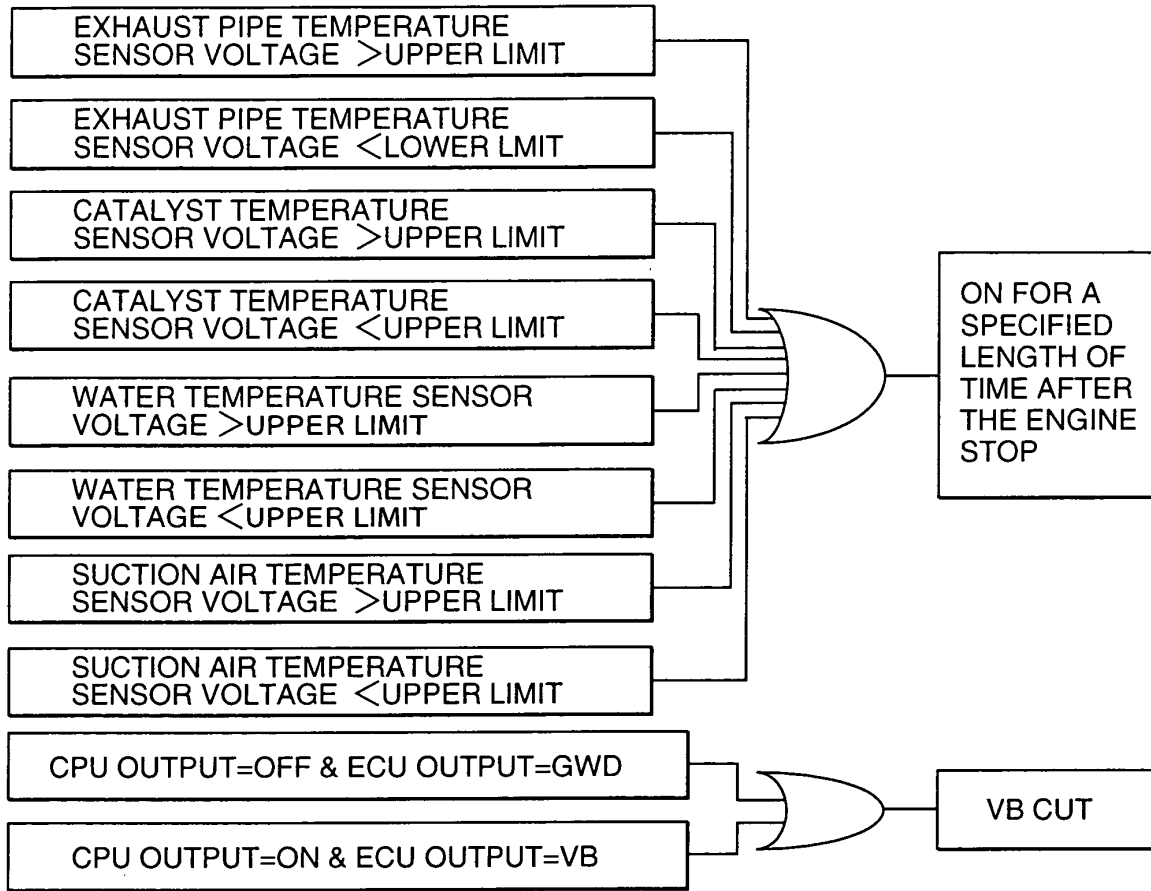 EXHAUST PIPE TEMPERATURE
SENSOR VOLTAGE >UPPER LIMIT
EXHAUST PIPE TEMPERATURE
SENSOR VOLTAGE <LOWER LMIT
CATALYST TEMPERATURE
SENSOR VOLTAGE >UPPER LIMIT
CATALYST TEMPERATURE
SENSOR VOLTAGE <UPPER LIMIT
WATER TEMPERATURE SENSOR
VOLTAGE >UPPER LIMIT
WATER TEMPERATURE SENSOR
VOLTAGE <UPPER LIMIT
SUCTION AIR TEMPERATURE
SENSOR VOLTAGE >UPPER LIMIT
SUCTION AIR TEMPERATURE
SENSOR VOLTAGE <UPPER LIMIT
ON FOR A
SPECIFIED
LENGTH OF
TIME AFTER
THE ENGINE
STOP
CPU OUTPUT=OFF & ECU OUTPUT=GWD
CPU OUTPUT=ON & ECU OUTPUT=VB
VB CUT